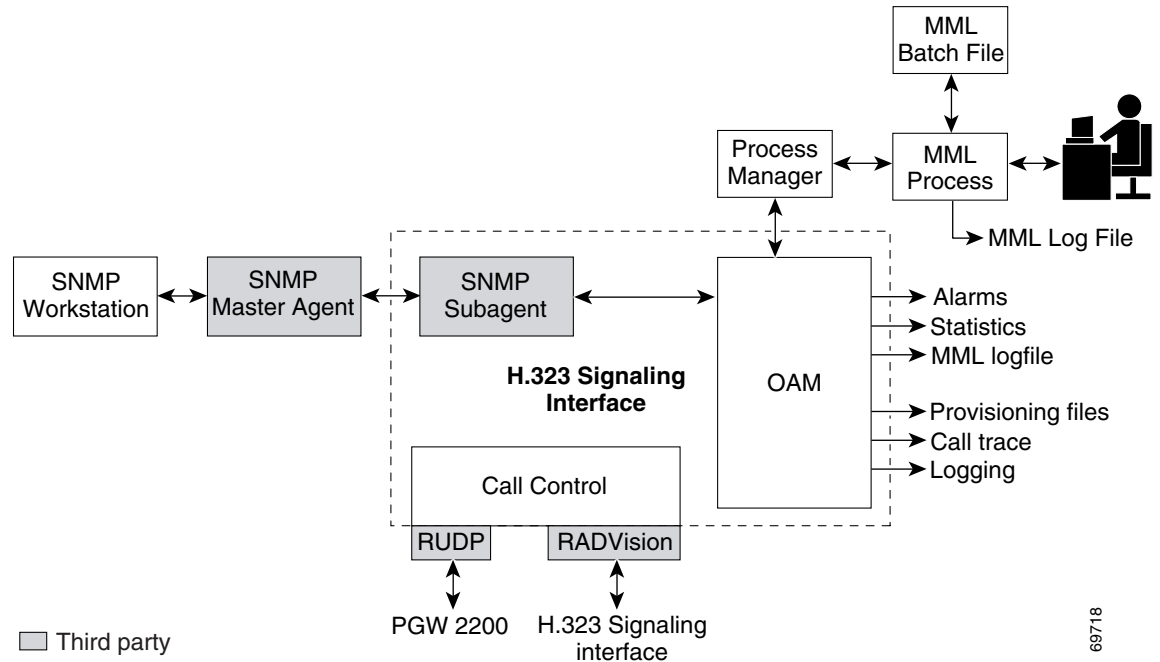 MML
Batch File
Process
Manager
MML
Process
MML Log File
SNMP
Workstation
SNMP
Master Agent
SNMP
Subagent
H.323 Signaling
Interface
OAM
Alarms
Statistics
MML logfile
Provisioning files
Call trace
Logging
Call Control
RUDP
RADVision
PGW 2200
H.323 Signaling
interface
Third party
69718